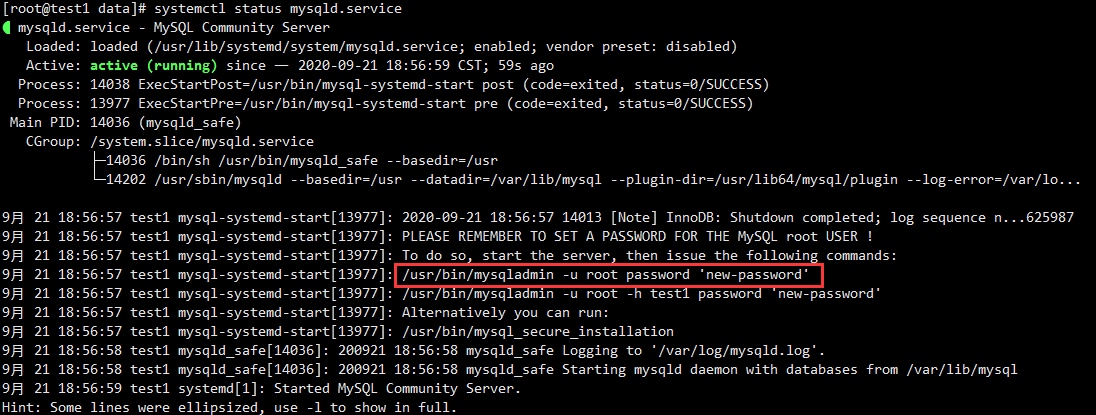 [root@test1 data]# systemctl status mysqld.service
● mysqld.service - MySQL Community Server
Loaded: loaded (/usr/lib/systemd/system/mysqld.service; enabled; vendor preset: disabled)
Active: active (running) since 一 2020-09-21 18:56:59 CST; 59s ago
Process: 14038 ExecStartPost=/usr/bin/mysql-systemd-start post (code=exited, status=0/SUCCESS)
Process: 13977 ExecStartPre=/usr/bin/mysql-systemd-start pre (code=exited, status=0/SUCCESS)
Main PID: 14036 (mysqld_safe)
CGroup: /system.slice/mysqld.service
├─14036 /bin/sh /usr/bin/mysqld_safe --basedir=/usr
└─14202 /usr/sbin/mysqld --basedir=/usr --datadir=/var/lib/mysql --plugin-dir=/usr/lib64/mysql/plugin --log-error=/var/lo...
9月 21 18:56:57 test1 mysql-systemd-start[13977]: 2020-09-21 18:56:57 14013 [Note] InnoDB: Shutdown completed; log sequence n...625987
9月 21 18:56:57 test1 mysql-systemd-start[13977]: PLEASE REMEMBER TO SET A PASSWORD FOR THE MySQL root USER !
9月 21 18:56:57 test1 mysql-systemd-start[13977]: To do so, start the server, then issue the following commands:
9月 21 18:56:57 test1 mysql-systemd-start[13977]: /usr/bin/mysqladmin -u root password 'new-password'
9月 21 18:56:57 test1 mysql-systemd-start[13977]: /usr/bin/mysqladmin -u root -h test1 password 'new-password'
9月 21 18:56:57 test1 mysql-systemd-start[13977]: Alternatively you can run:
9月 21 18:56:57 test1 mysql-systemd-start[13977]: /usr/bin/mysql_secure_installation
9月 21 18:56:58 test1 mysqld_safe[14036]: 200921 18:56:58 mysqld_safe Logging to '/var/log/mysqld.log'.
9月 21 18:56:58 test1 mysqld_safe[14036]: 200921 18:56:58 mysqld_safe Starting mysqld daemon with databases from /var/lib/mysql
9月 21 18:56:59 test1 systemd[1]: Started MySQL Community Server.
Hint: Some lines were ellipsized, use -l to show in full.